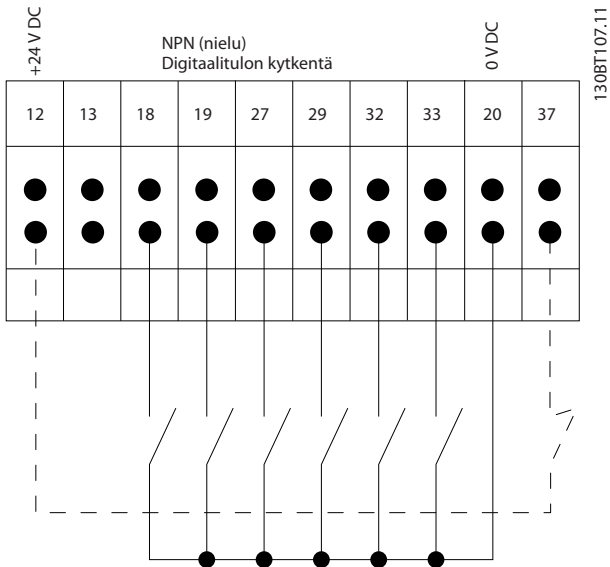 +24 V DC
NPN (nielu)
Digitaalitulon kytkentä
0 V DC
130BT107.11
12 13 18 19 27 29 32 33 20 37